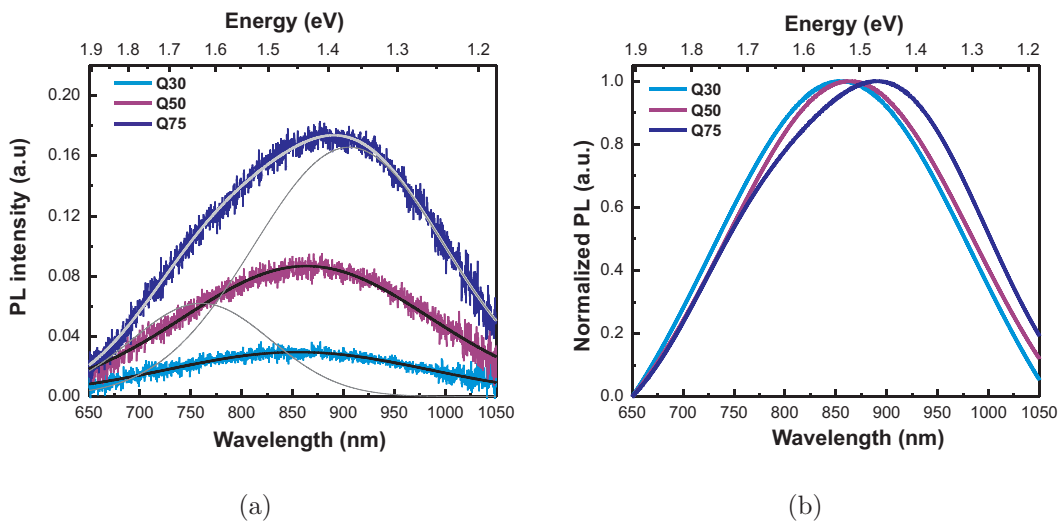 Energy (eV)
1.9 1.8 1.7 1.6 1.5 1.4 1.3 1.2
Q30
Q50
Q75
PL intensity (a.u)
0.20
0.16
0.12
0.08
0.04
0.00
650 700 750 800 850 900 950 1000 1050
Wavelength (nm)
(a)
Energy (eV)
1.9 1.8 1.7 1.6 1.5 1.4 1.3 1.2
Q30
Q50
Q75
Normalized PL (a.u.)
1.0
0.8
0.6
0.4
0.2
0.0
650 700 750 800 850 900 950 1000 1050
Wavelength (nm)
(b)